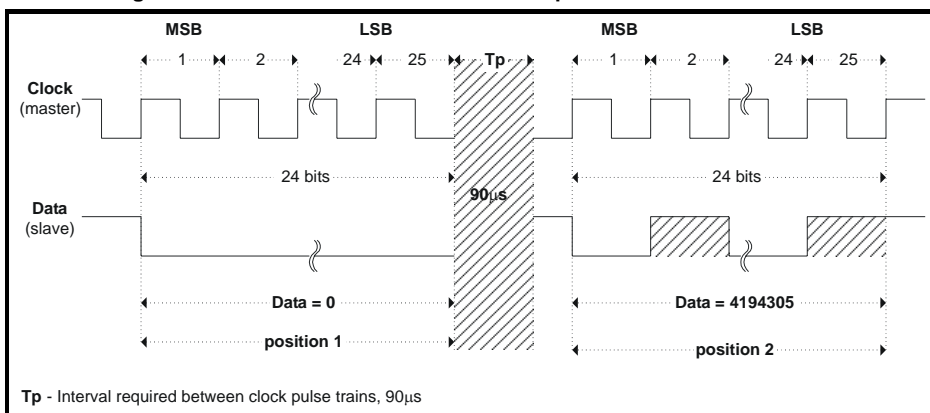 MSB LSB MSB LSB
1 2 24 25 Tp 1 2 24 25
Clock
(master)
24 bits 24 bits
90µs
Data
(slave)
Data = 0 Data = 4194305
position 1 position 2
Tp - Interval required between clock pulse trains, 90µs